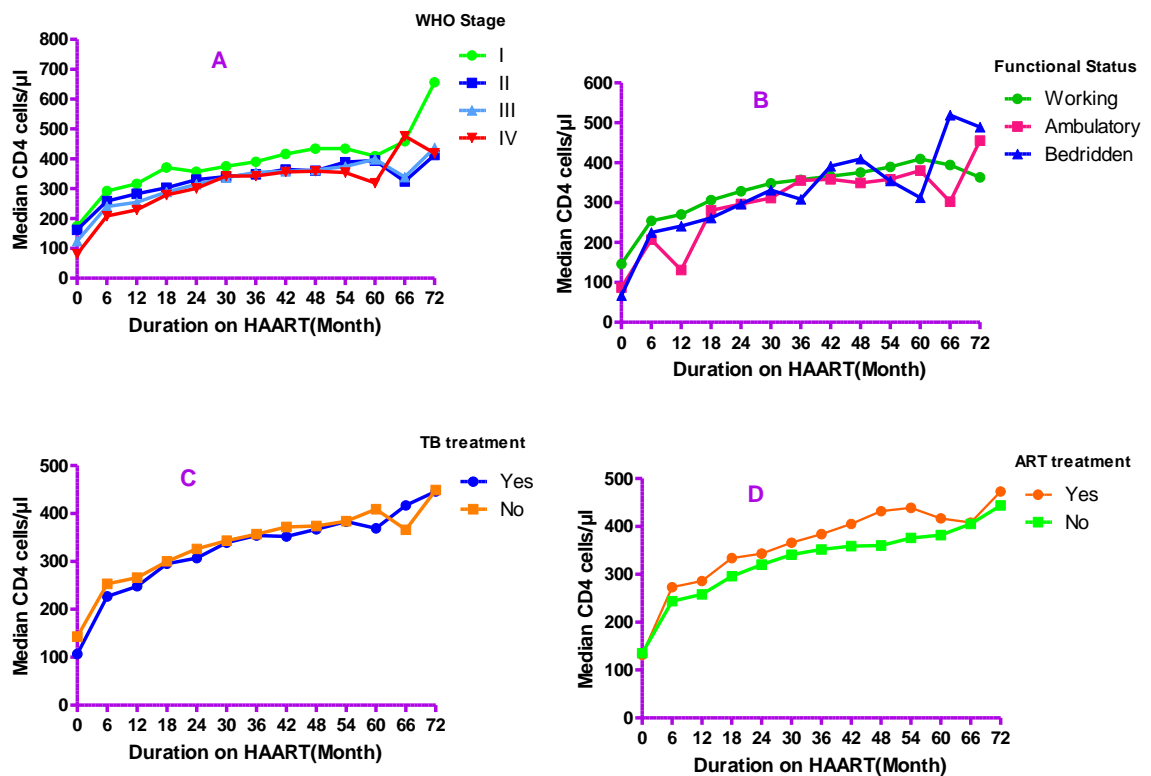 WHO Stage
A
I
II
III
IV
800
700
600
500
400
300
200
100
0
Median CD4 cells/µl
0 6 12 18 24 30 36 42 48 54 60 66 72
Duration on HAART(Month)
Functional Status
B
Working
Ambulatory
Bedridden
600
500
400
300
200
100
0
Median CD4 cells/µl
0 6 12 18 24 30 36 42 48 54 60 66 72
Duration on HAART(Month)
TB treatment
C
Yes
No
500
400
300
200
100
0
Median CD4 cells/µl
0 6 12 18 24 30 36 42 48 54 60 66 72
Duration on HAART(Month)
ART treatment
D
Yes
No
500
400
300
200
100
0
Median CD4 cells/µl
0 6 12 18 24 30 36 42 48 54 60 66 72
Duration on HAART(Month)